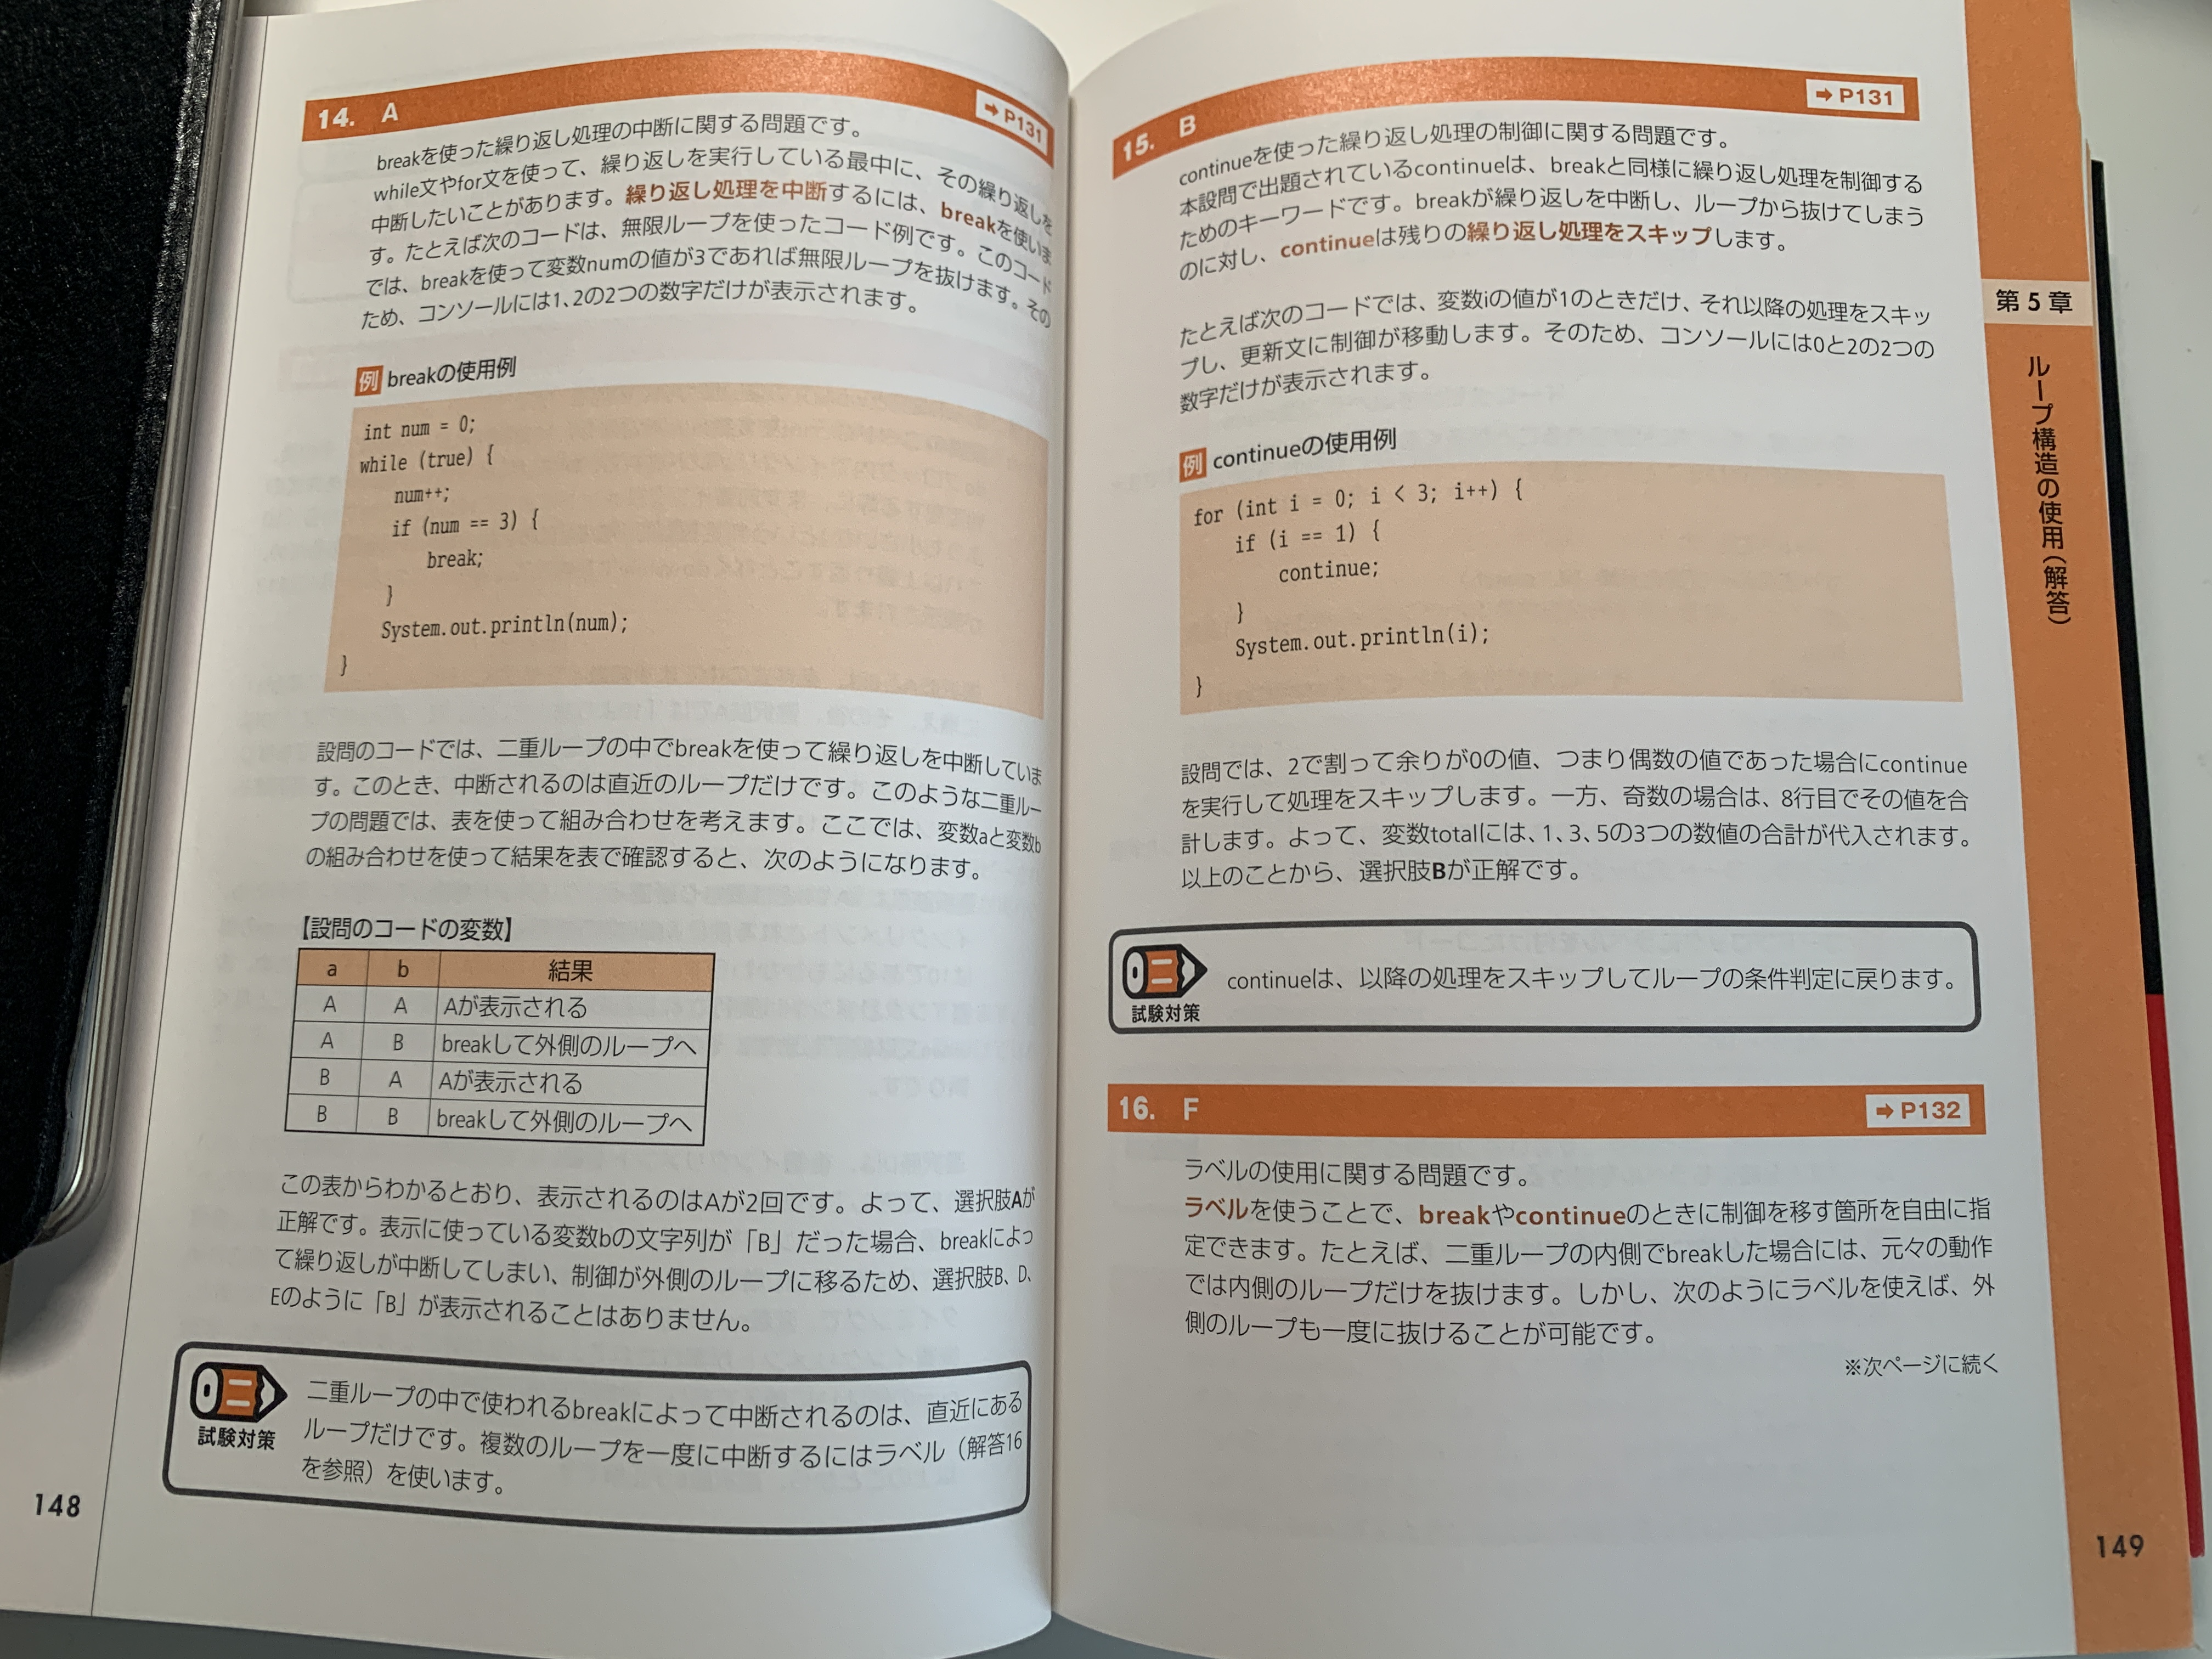 14. A
➡ P131
breakを使った繰り返し処理の中断に関する問題です。
while文やfor文を使って、繰り返しを実行している最中に、その繰り返しを
中断したいことがあります。繰り返し処理を中断するには、breakを使いま
す。たとえば次のコードは、無限ループを使ったコード例です。このコード
では、breakを使って変数numの値が3であれば無限ループを抜けます。その
ため、コンソールには1、2の2つの数字だけが表示されます。
例 breakの使用例
int num = 0;
while (true) {
num++;
if (num == 3) {
break;
}
System.out.println(num);
}
設問のコードでは、二重ループの中でbreakを使って繰り返しを中断していま
す。このとき、中断されるのは直近のループだけです。このような二重ルー
プの問題では、表を使って組み合わせを考えます。ここでは、変数aと変数b
の組み合わせを使って結果を表で確認すると、次のようになります。
【設問のコードの変数】
a b 結果
A A Aが表示される
A B breakして外側のループへ
B A Aが表示される
B B breakして外側のループへ
この表からわかるとおり、表示されるのはAが2回です。よって、選択肢Aが
正解です。表示に使っている変数bの文字列が「B」だった場合、breakによっ
て繰り返しが中断してしまい、制御が外側のループに移るため、選択肢B、D、
Eのように「B」が表示されることはありません。
試験対策
二重ループの中で使われるbreakによって中断されるのは、直近にある
ループだけです。複数のループを一度に中断するにはラベル（解答16
を参照）を使います。
148
15. B
➡ P131
continueを使った繰り返し処理の制御に関する問題です。
本設問で出題されているcontinueは、breakと同様に繰り返し処理を制御する
ためのキーワードです。breakが繰り返しを中断し、ループから抜けてしまう
のに対し、continueは残りの繰り返し処理をスキップします。
たとえば次のコードでは、変数iの値が1のときだけ、それ以降の処理をスキッ
プし、更新文に制御が移動します。そのため、コンソールには0と2の2つの
数字だけが表示されます。
例 continueの使用例
for (int i = 0; i < 3; i++) {
if (i == 1) {
continue;
}
System.out.println(i);
}
設問では、2で割って余りが0の値、つまり偶数の値であった場合にcontinue
を実行して処理をスキップします。一方、奇数の場合は、8行目でその値を合
計します。よって、変数totalには、1、3、5の3つの数値の合計が代入されます。
以上のことから、選択肢Bが正解です。
試験対策
continueは、以降の処理をスキップしてループの条件判定に戻ります。
16. F
➡ P132
ラベルの使用に関する問題です。
ラベルを使うことで、breakやcontinueのときに制御を移す箇所を自由に指
定できます。たとえば、二重ループの内側でbreakした場合には、元々の動作
では内側のループだけを抜けます。しかし、次のようにラベルを使えば、外
側のループも一度に抜けることが可能です。
※次ページに続く
第5章
ループ構造の使用（解答）
149